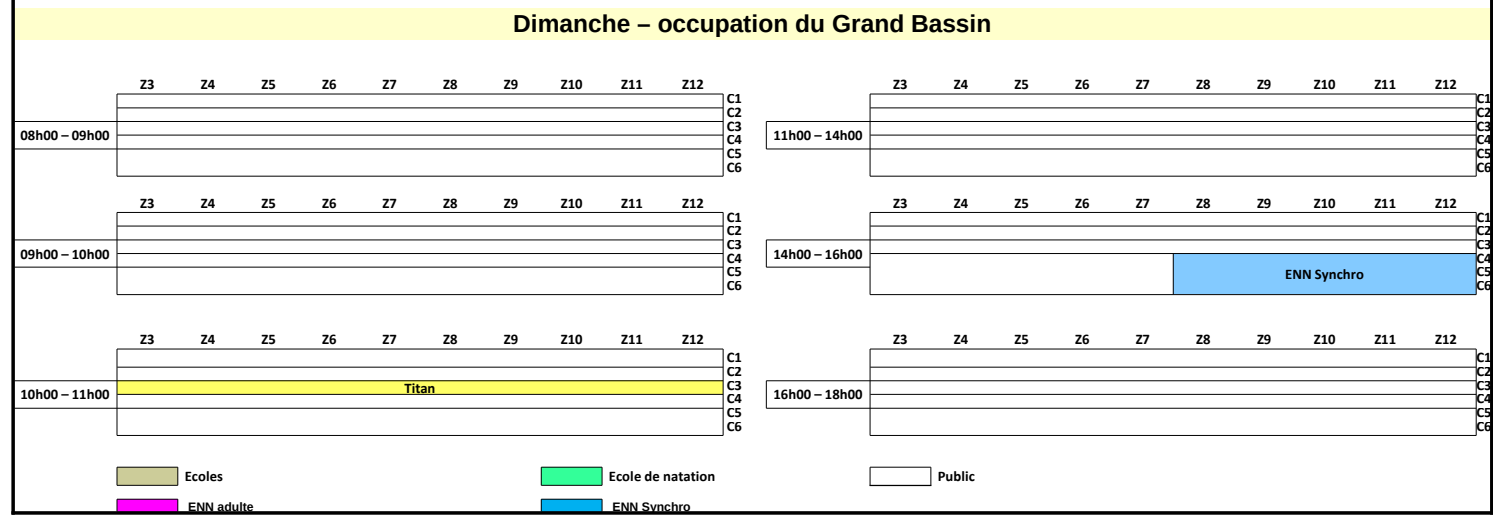 Dimanche – occupation du Grand Bassin
Z3 Z4 Z5 Z6 Z7 Z8 Z9 Z10 Z11 Z12
C1
C2
08h00 – 09h00
C3
C4
C5
C6
Z3 Z4 Z5 Z6 Z7 Z8 Z9 Z10 Z11 Z12
C1
C2
11h00 – 14h00
C3
C4
C5
C6
Z3 Z4 Z5 Z6 Z7 Z8 Z9 Z10 Z11 Z12
C1
C2
09h00 – 10h00
C3
C4
C5
C6
Z3 Z4 Z5 Z6 Z7 Z8 Z9 Z10 Z11 Z12
C1
C2
14h00 – 16h00
C3
C4
ENN Synchro
C5
C6
Z3 Z4 Z5 Z6 Z7 Z8 Z9 Z10 Z11 Z12
C1
C2
10h00 – 11h00
Titan
C3
C4
C5
C6
Z3 Z4 Z5 Z6 Z7 Z8 Z9 Z10 Z11 Z12
C1
C2
16h00 – 18h00
C3
C4
C5
C6
Ecoles
Ecole de natation
Public
ENN adulte
ENN Synchro